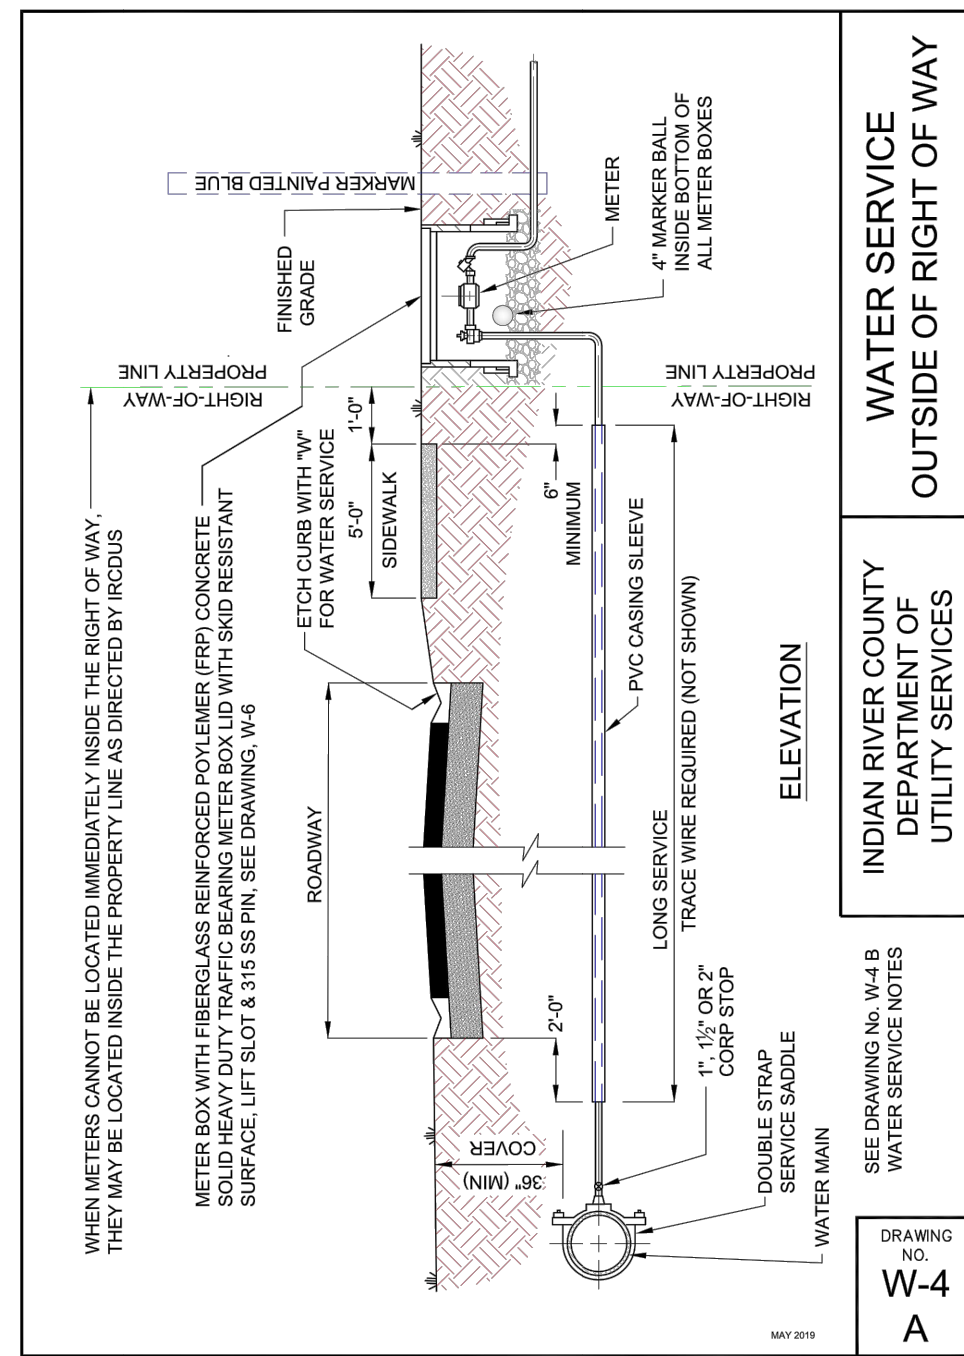 WHEN METERS CANNOT BE LOCATED IMMEDIATELY INSIDE THE RIGHT OF WAY,
THEY MAY BE LOCATED INSIDE THE PROPERTY LINE AS DIRECTED BY IRCDUS
METER BOX WITH FIBERGLASS REINFORCED POYLEMER (FRP) CONCRETE
SOLID HEAVY DUTY TRAFFIC BEARING METER BOX LID WITH SKID RESISTANT
SURFACE, LIFT SLOT & 315 SS PIN, SEE DRAWING, W-6
RIGHT-OF-WAY
PROPERTY LINE
FINISHED
GRADE
MARKER PAINTED BLUE
ROADWAY
ETCH CURB WITH "W"
FOR WATER SERVICE
5'-0"
SIDEWALK
1'-0"
36" (MIN)
COVER
2'-0"
6"
MINIMUM
METER
4" MARKER BALL
INSIDE BOTTOM OF
ALL METER BOXES
PVC CASING SLEEVE
LONG SERVICE
TRACE WIRE REQUIRED (NOT SHOWN)
RIGHT-OF-WAY
PROPERTY LINE
1", 1½" OR 2"
CORP STOP
DOUBLE STRAP
SERVICE SADDLE
WATER MAIN
ELEVATION
MAY 2019
SEE DRAWING No. W-4 B
WATER SERVICE NOTES
DRAWING
NO.
W-4
A
INDIAN RIVER COUNTY
DEPARTMENT OF
UTILITY SERVICES
WATER SERVICE
OUTSIDE OF RIGHT OF WAY